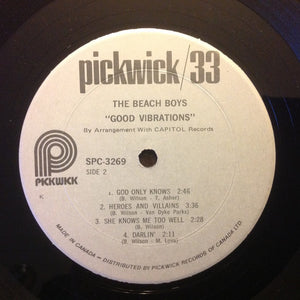 pickwick/33
THE BEACH BOYS
"GOOD VIBRATIONS"
By Arrangement With CAPITOL Records
SPC-3269
SIDE 2
PICKWICK
K
1. GOD ONLY KNOWS 2:46
(B. Wilson - T. Asher)
2. HEROES AND VILLAINS 3:36
(B. Wilson - Van Dyke Parks)
3. SHE KNOWS ME TOO WELL 2:28
(B. Wilson)
4. DARLIN' 2:11
(B. Wilson - M. Love)
MADE IN CANADA - DISTRIBUTED BY PICKWICK RECORDS OF CANADA LTD.